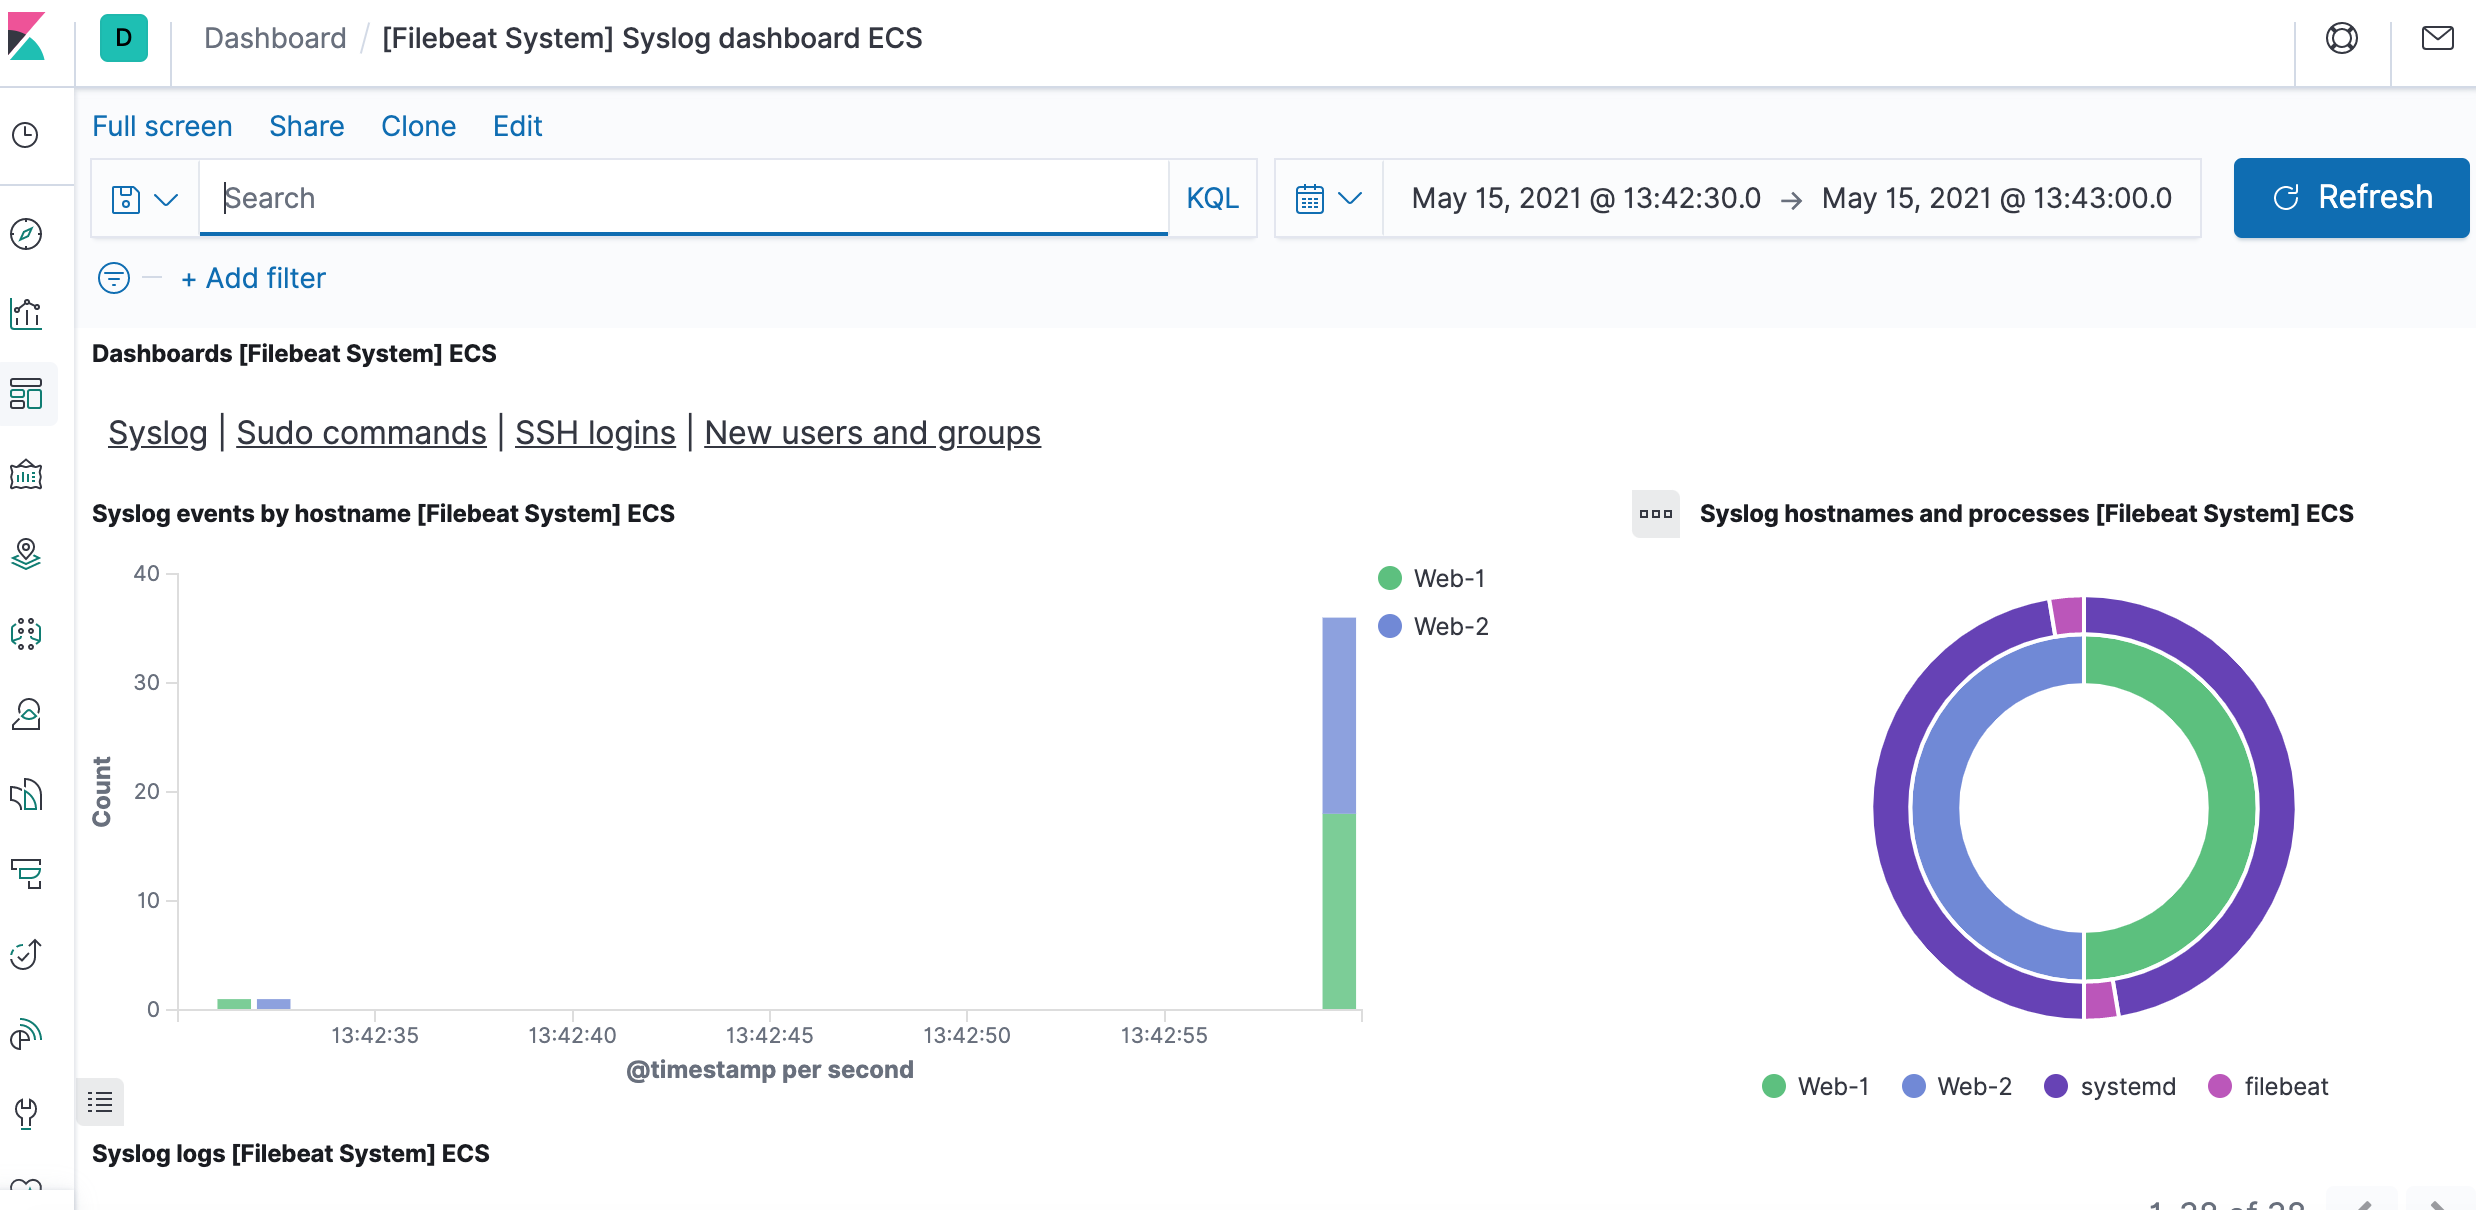 D Dashboard / [Filebeat System] Syslog dashboard ECS
Full screen Share Clone Edit
Search KQL May 15, 2021 @ 13:42:30.0 → May 15, 2021 @ 13:43:00.0 Refresh
+ Add filter
Dashboards [Filebeat System] ECS
Syslog | Sudo commands | SSH logins | New users and groups
Syslog events by hostname [Filebeat System] ECS
40
30
20
10
0
Count
13:42:35 13:42:40 13:42:45 13:42:50 13:42:55
@timestamp per second
Web-1
Web-2
Syslog hostnames and processes [Filebeat System] ECS
Web-1 Web-2 systemd filebeat
Syslog logs [Filebeat System] ECS
1–38 of 38